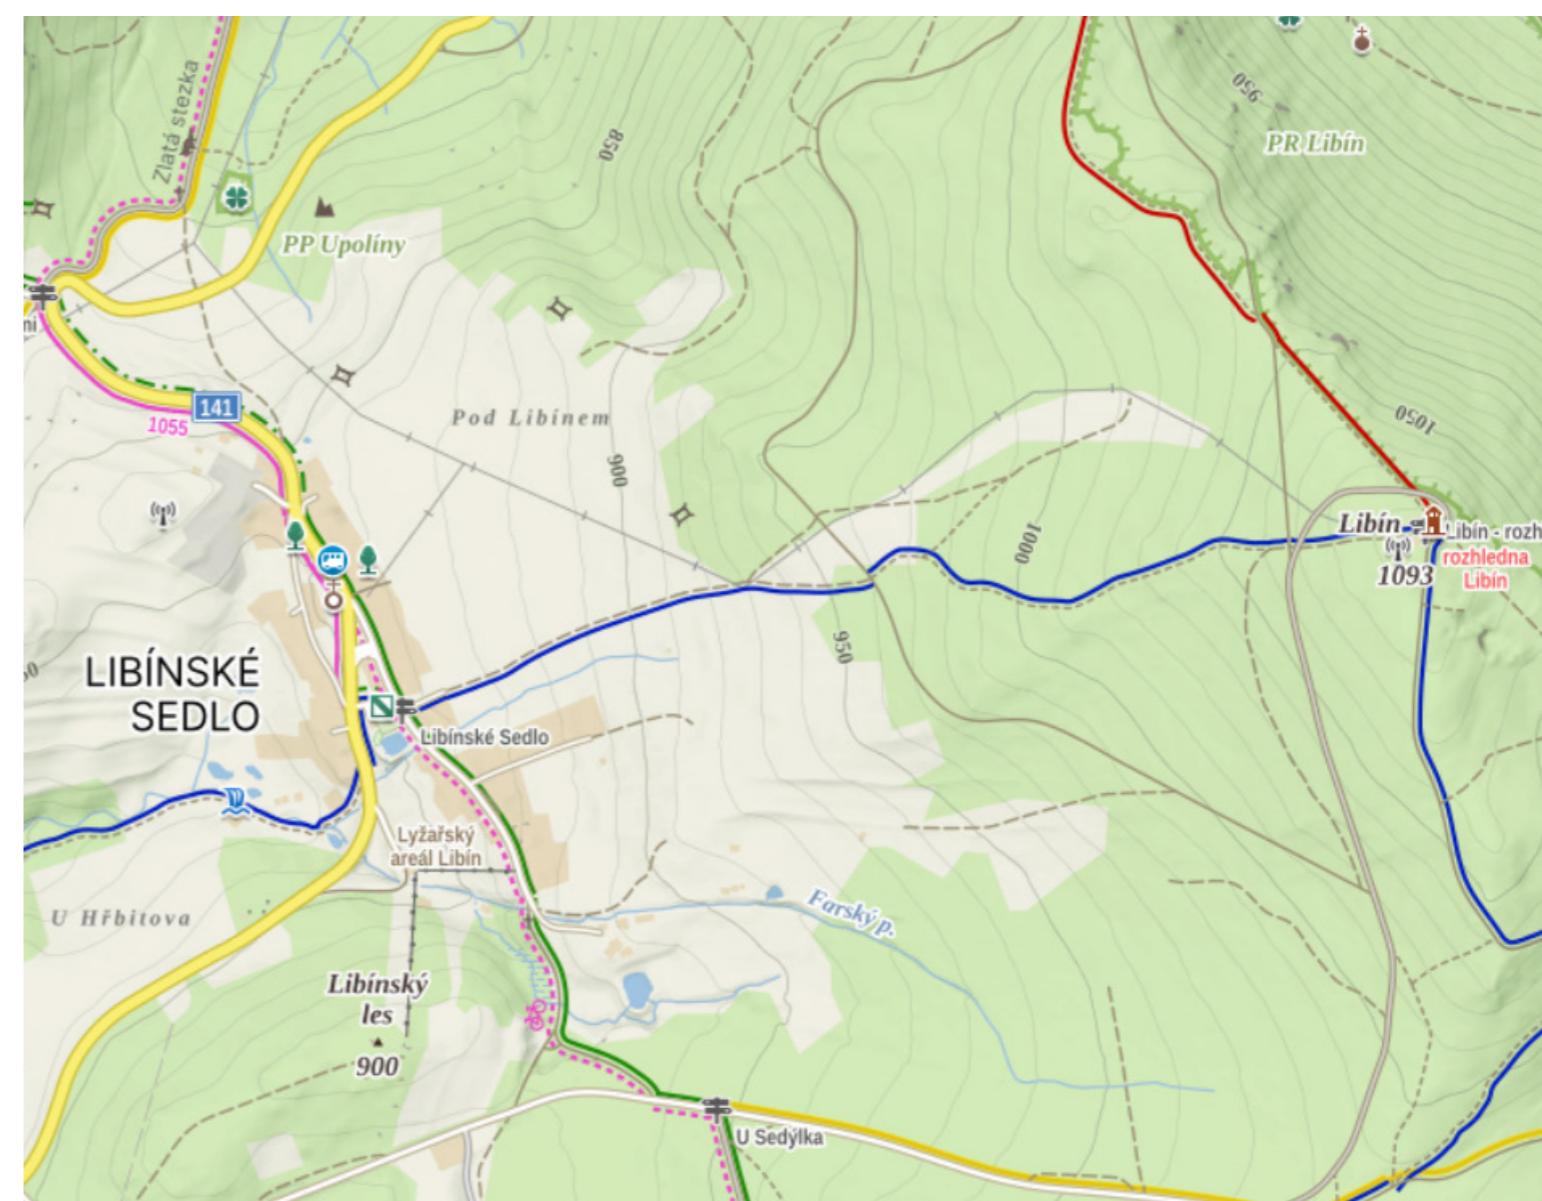 Zlatá stezka
850
950
PR Libín
PP Upolíny
141
1055
Pod Libínem
900
1050
1000
Libín
Libín - rozh
rozhledna
Libín
1093
950
LIBÍNSKÉ
SEDLO
Libínské Sedlo
Lyžařský
areál Libín
U Hřbitova
Farský p.
Libínský
les
900
U Sedýlka